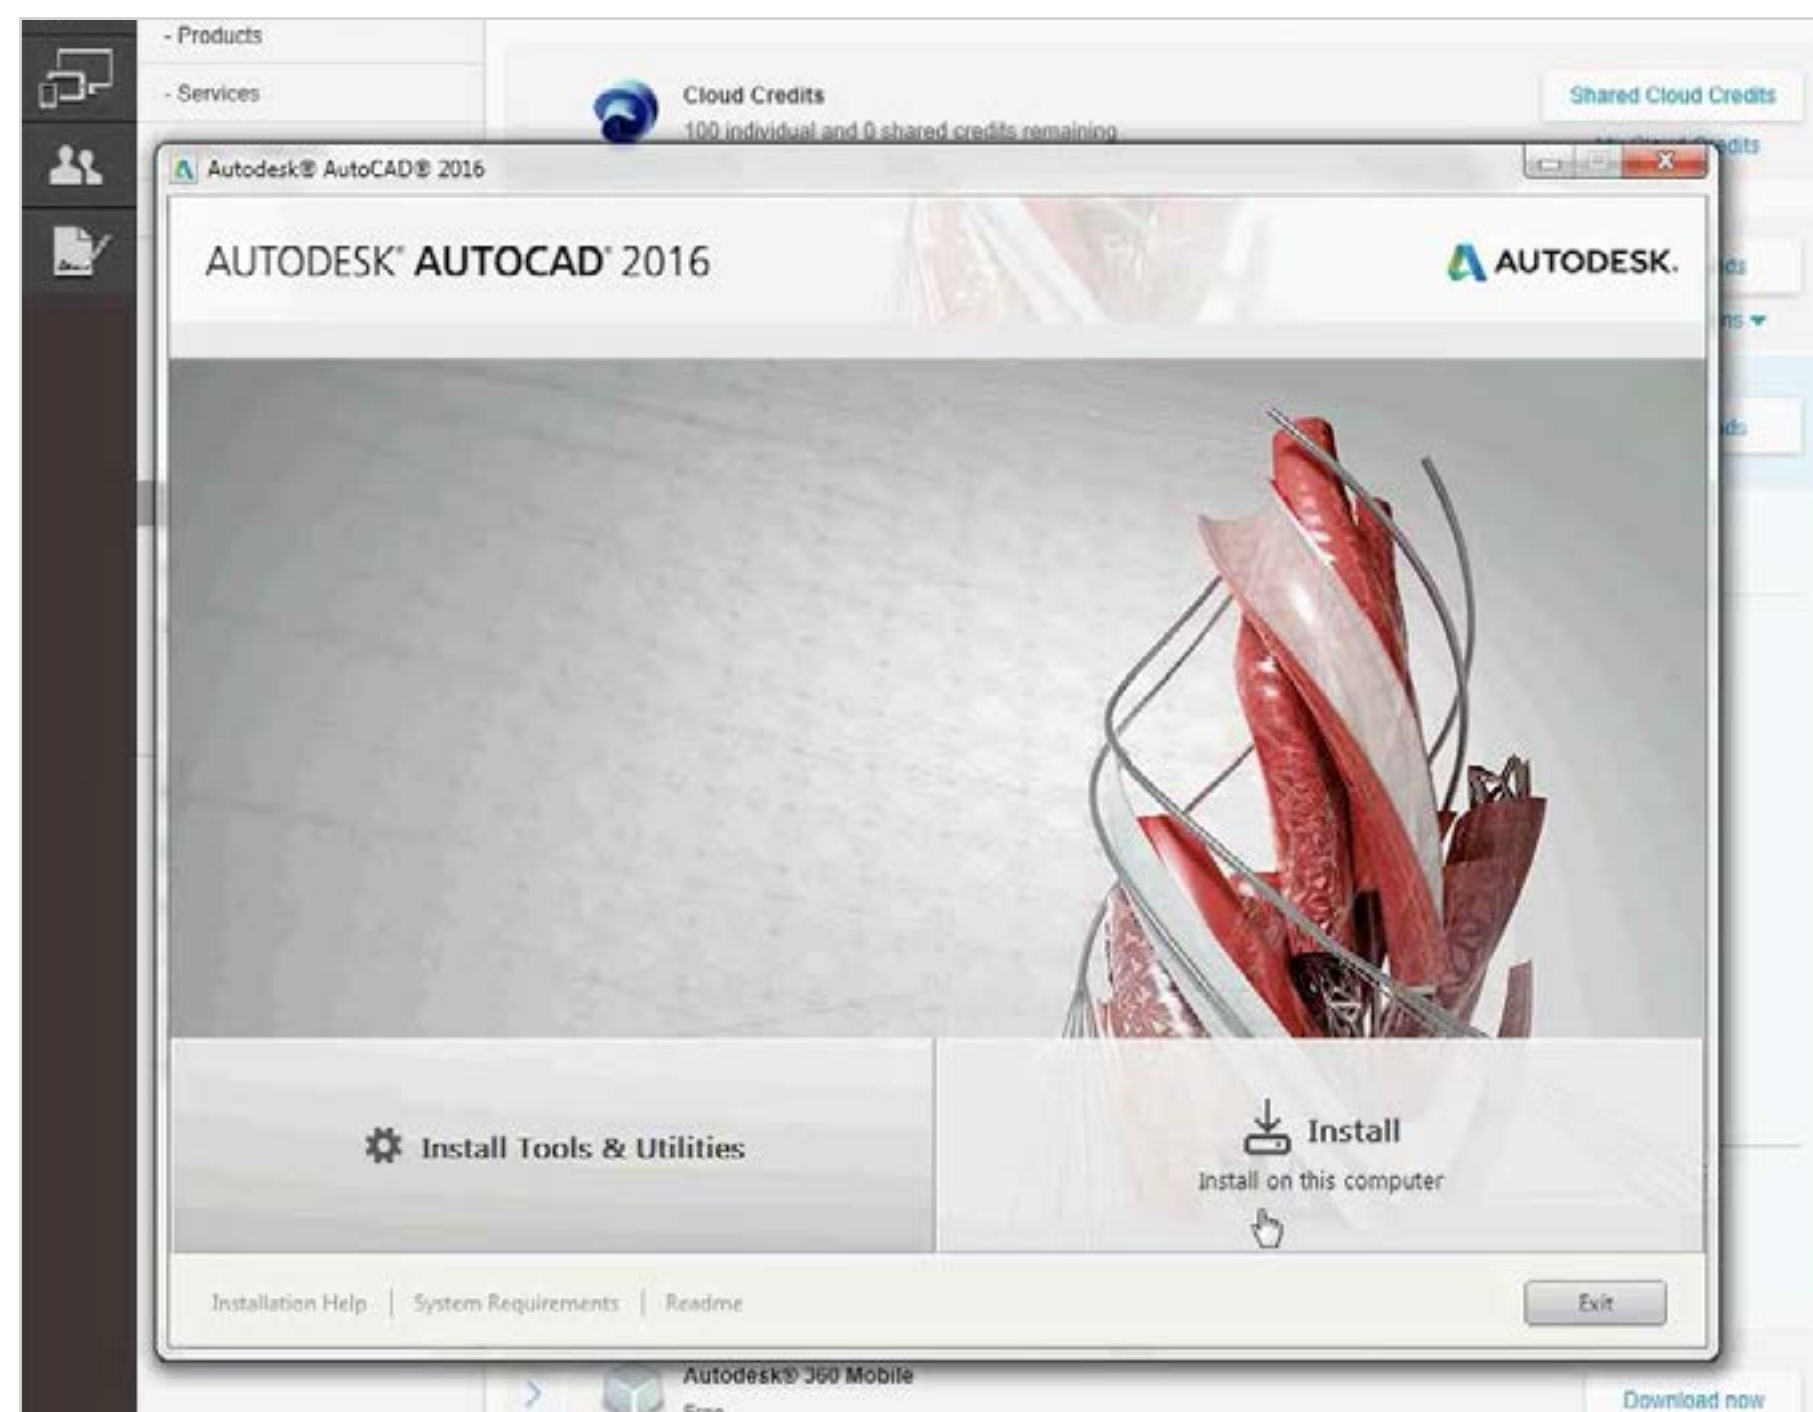 - Products
- Services
Cloud Credits
100 individual and 0 shared credits remaining
Shared Cloud Credits
Autodesk® AutoCAD® 2016
AUTODESK® AUTOCAD® 2016
AUTODESK.
Install Tools & Utilities
Install
Install on this computer
Installation Help | System Requirements | Readme
Exit
Autodesk® 360 Mobile
Free
Download now